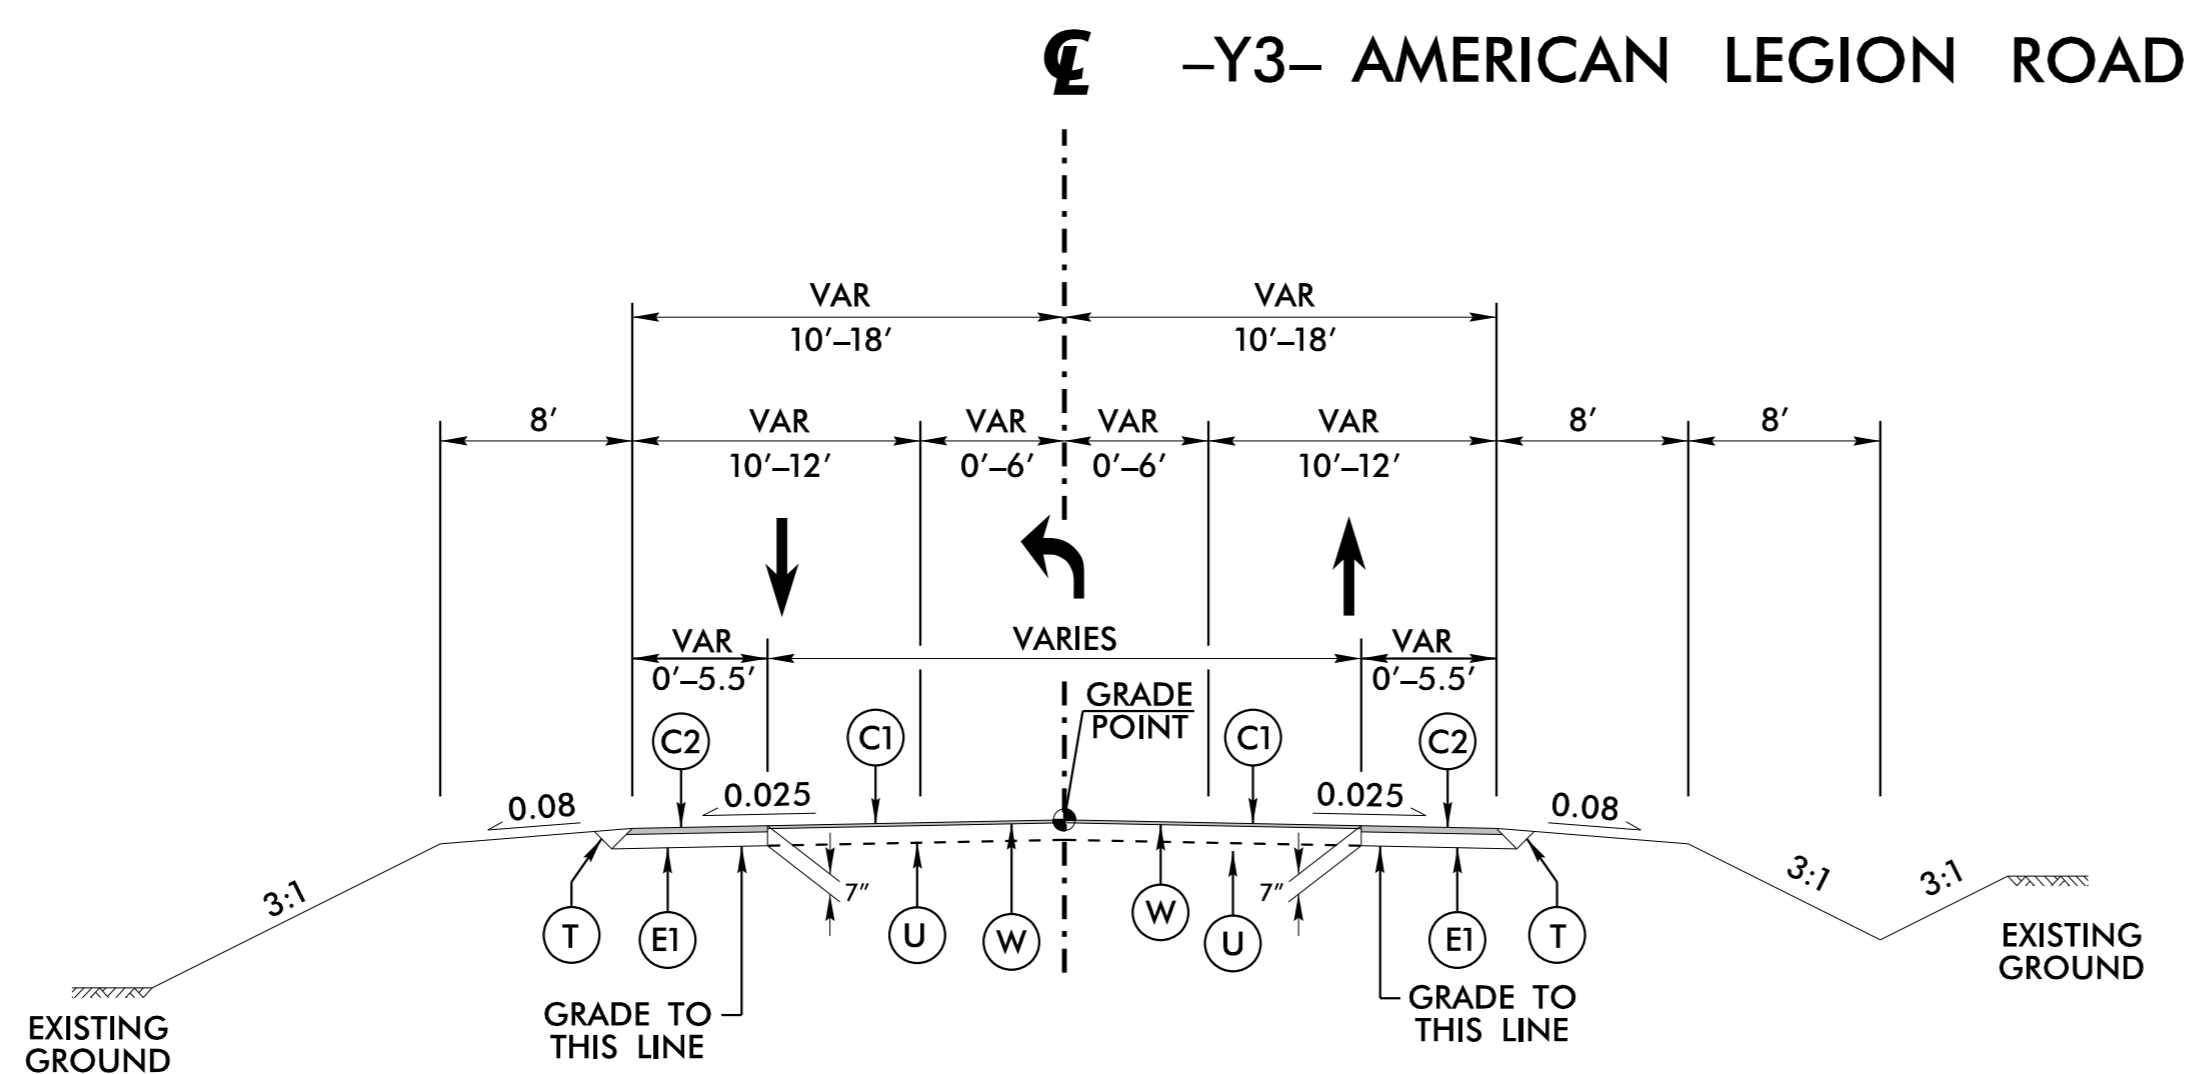 ℄ –Y3– AMERICAN LEGION ROAD
VAR VAR
10'–18' 10'–18'
8' VAR VAR VAR VAR 8' 8'
10'–12' 0'–6' 0'–6' 10'–12'
VAR VARIES VAR
0'–5.5' 0'–5.5'
GRADE
POINT
C2 C1 C1 C2
0.08 0.025 0.025 0.08
3:1 7" 7" 3:1 3:1
T E1 U W W U E1 T
EXISTING
GROUND
GRADE TO
THIS LINE
GRADE TO
THIS LINE
EXISTING
GROUND